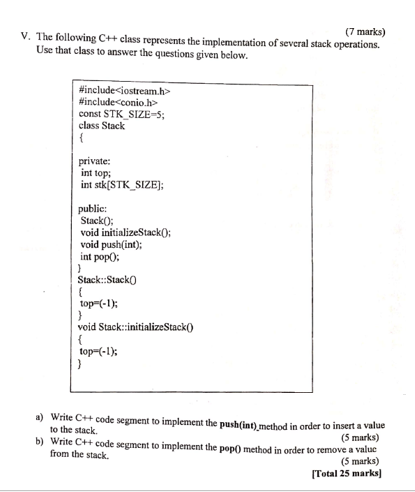 (7 marks)
V. The following C++ class represents the implementation of several stack operations.
Use that class to answer the questions given below.
#include<iostream.h>
#include<conio.h>
const STK_SIZE=5;
class Stack
{
private:
int top;
int stk[STK_SIZE];
public:
Stack();
void initializeStack();
void push(int);
int pop();
}
Stack::Stack()
{
top=(-1);
}
void Stack::initializeStack()
{
top=(-1);
}
a) Write C++ code segment to implement the push(int) method in order to insert a value
to the stack.
(5 marks)
b) Write C++ code segment to implement the pop() method in order to remove a value
from the stack.
(5 marks)
[Total 25 marks]